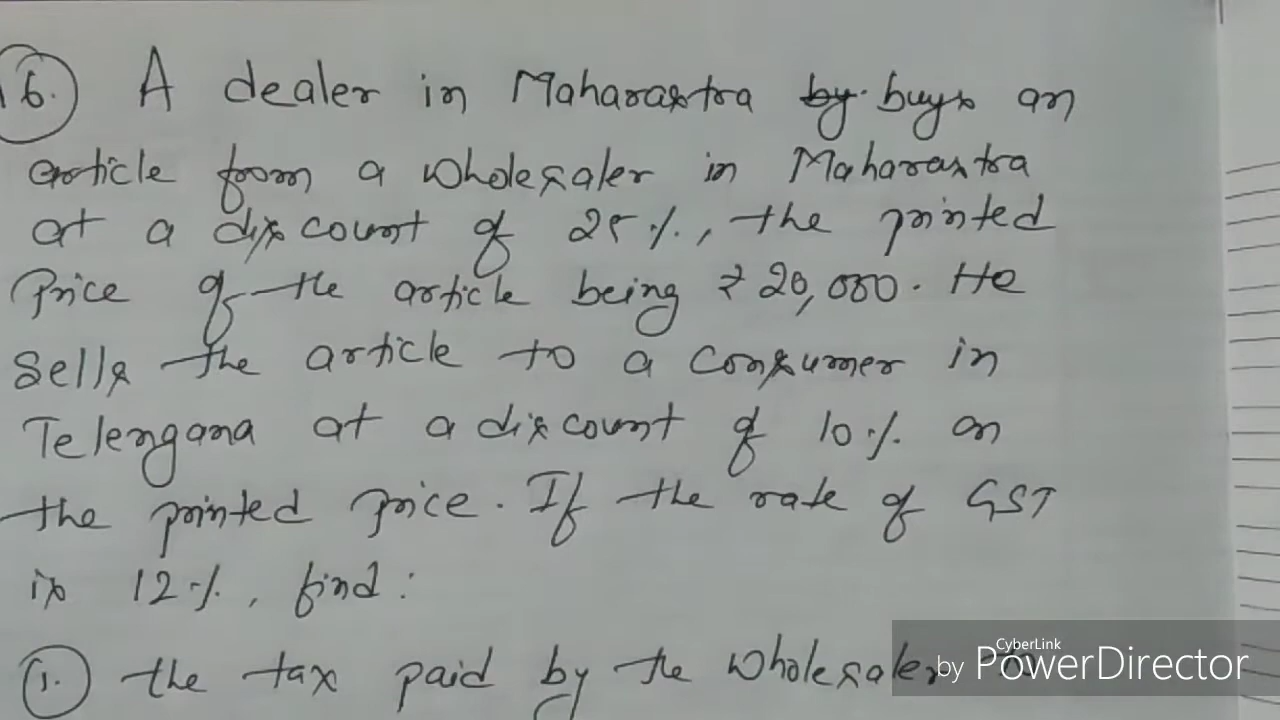 16. A dealer in Maharastra by. buys an
article from a wholesaler in Maharastra
at a discount of 25%, the printed
Price of the article being ₹ 20,000. He
Sells the article to a consumer in
Telengana at a discount of 10% on
the printed price. If the rate of GST
is 12%, find:
1. the tax paid by the wholesaler
CyberLink
by PowerDirector